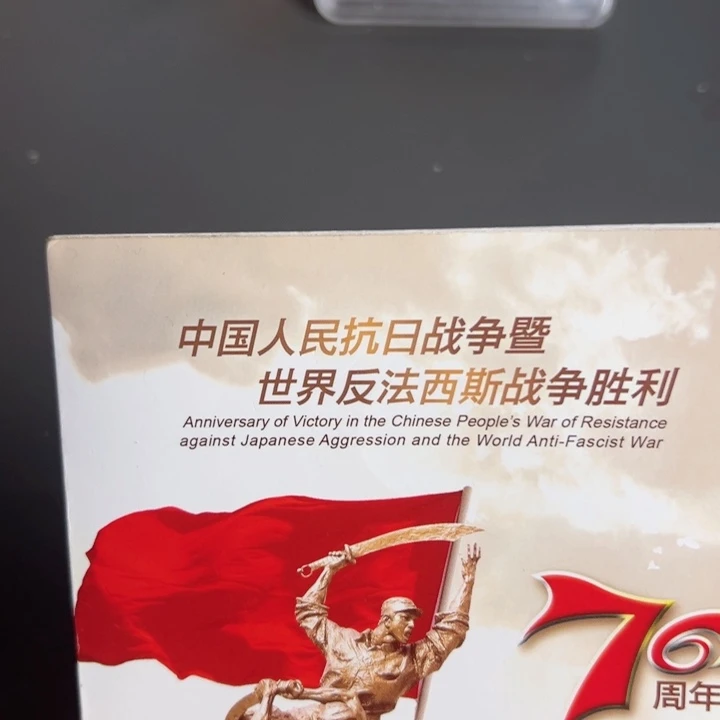 中国人民抗日战争暨
世界反法西斯战争胜利
Anniversary of Victory in the Chinese People's War of Resistance
against Japanese Aggression and the World Anti-Fascist War
70
周年